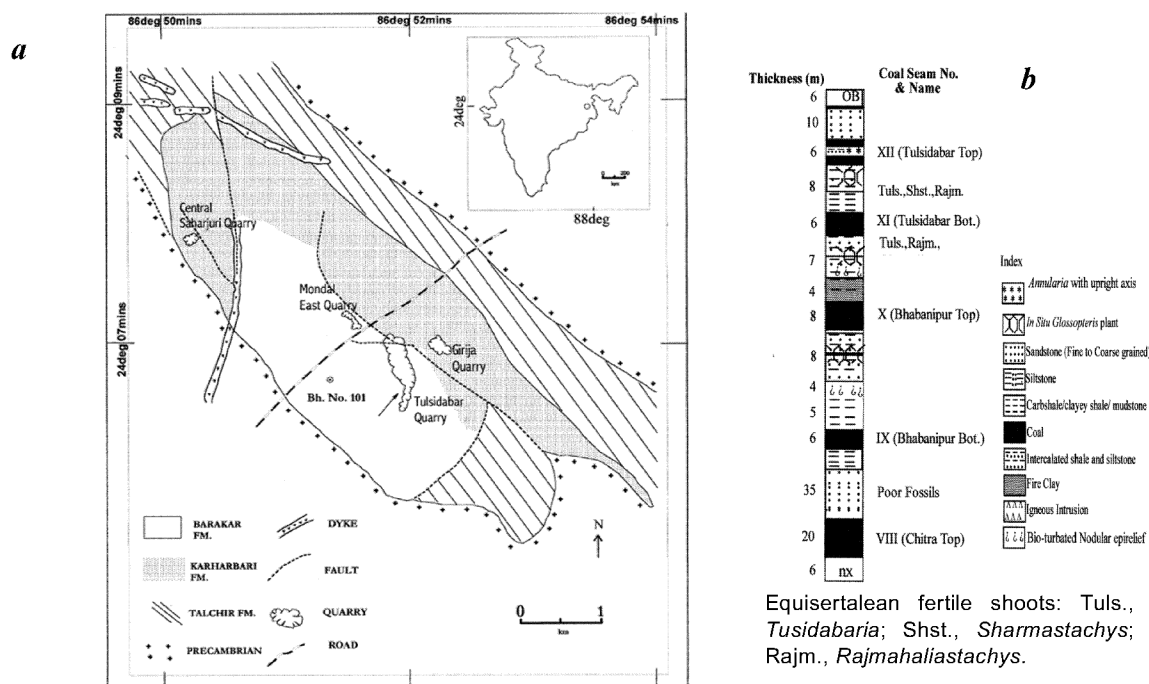 a
86deg 50mins
86deg 52mins
86deg 54mins
24deg 09mins
24deg 07mins
24deg
88deg
0 200
km
Central
Saharjuri Quarry
Mondal
East Quarry
Girija
Quarry
Bh. No. 101
Tulsidabar
Quarry
BARAKAR
FM.
DYKE
KARHARBARI
FM.
FAULT
TALCHIR FM.
QUARRY
PRECAMBRIAN
ROAD
N
0 1
km
b
Thickness (m)
Coal Seam No.
& Name
6 OB
10
6 XII (Tulsidabar Top)
8 Tuls.,Shst.,Rajm.
6 XI (Tulsidabar Bot.)
Tuls.,Rajm.,
7
4
8 X (Bhabanipur Top)
8
4
5
6 IX (Bhabanipur Bot.)
35 Poor Fossils
20 VIII (Chitra Top)
6 nx
Index
Annularia with upright axis
In Situ Glossopteris plant
Sandstone (Fine to Coarse grained)
Siltstone
Carbshale/clayey shale/ mudstone
Coal
Intercalated shale and siltstone
Fire Clay
Igneous Intrusion
Bio-turbated Nodular epirelief
Equisertalean fertile shoots: Tuls.,
Tusidabaria; Shst., Sharmastachys;
Rajm., Rajmahaliastachys.